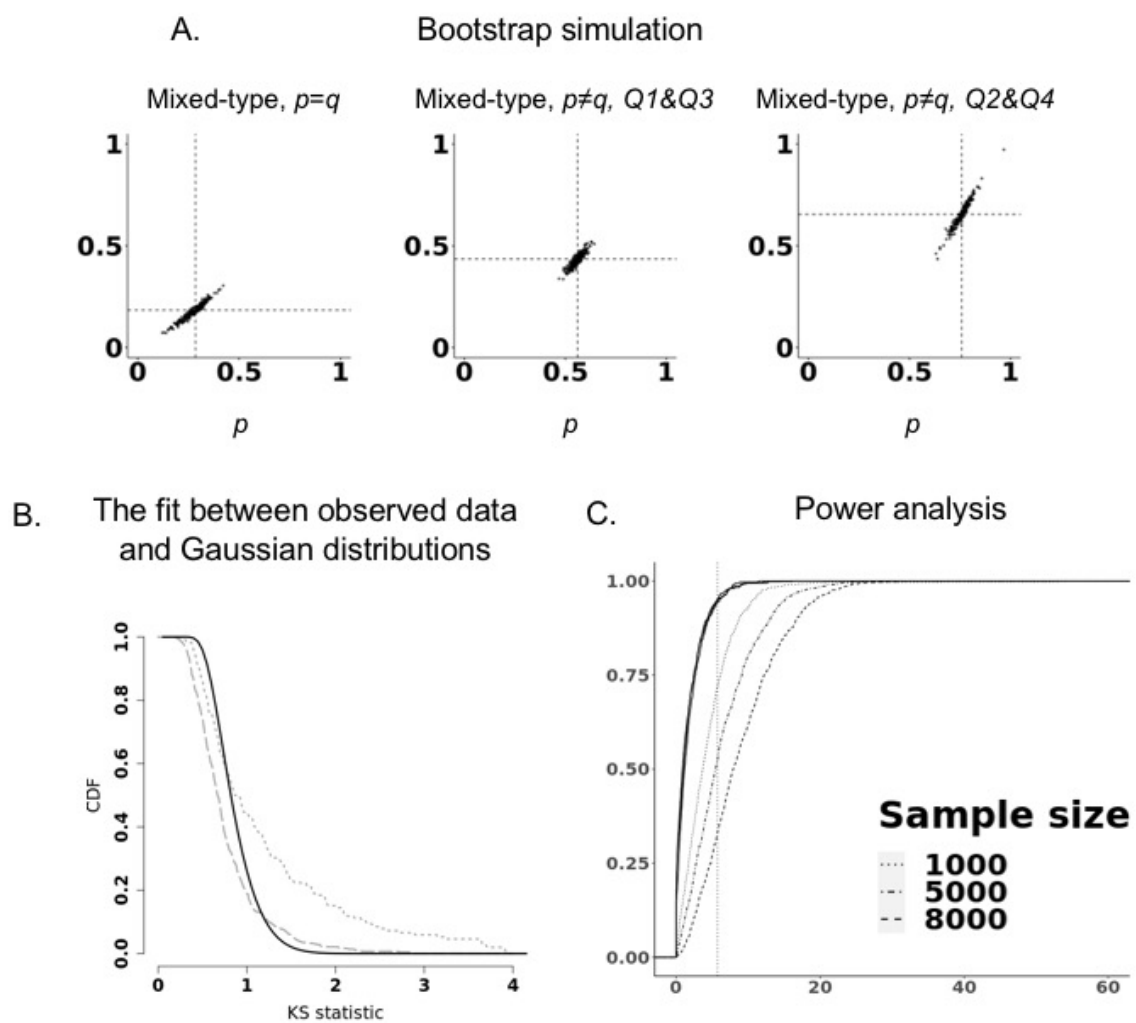 A.
Bootstrap simulation
Mixed-type, p=q
Mixed-type, p≠q, Q1&Q3
Mixed-type, p≠q, Q2&Q4
1
0.5
0
0 0.5 1
p
1
0.5
0
0 0.5 1
p
1
0.5
0
0 0.5 1
p
B.
The fit between observed data
and Gaussian distributions
CDF
1.0
0.8
0.6
0.4
0.2
0.0
0 1 2 3 4
KS statistic
C.
Power analysis
1.00
0.75
0.50
0.25
0.00
0 20 40 60
Sample size
1000
5000
8000